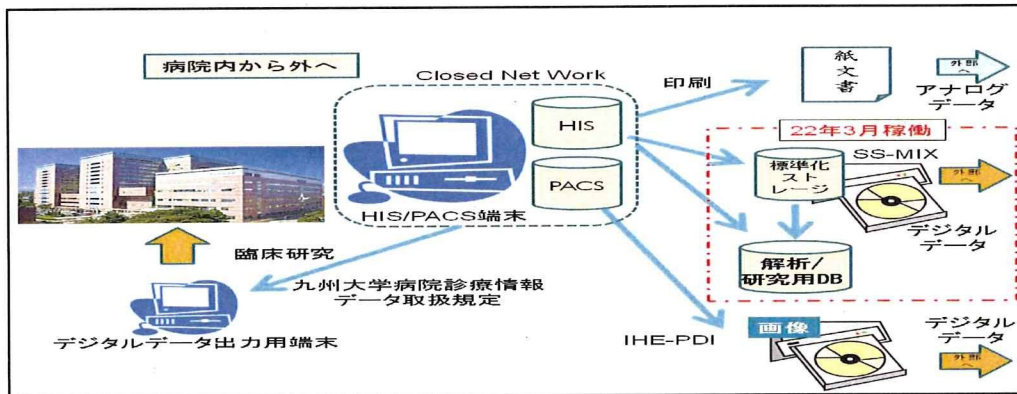 病院内から外へ
Closed Net Work
HIS
PACS
HIS/PACS端末
印刷
紙
文
書
外部
へ
アナログ
データ
22年3月稼働
SS-MIX
標準化
スト
レージ
外部
へ
デジタル
データ
解析/
研究用DB
臨床研究
九州大学病院診療情報
データ取扱規定
デジタルデータ出力用端末
IHE-PDI
画像
デジタル
データ
外部
へ